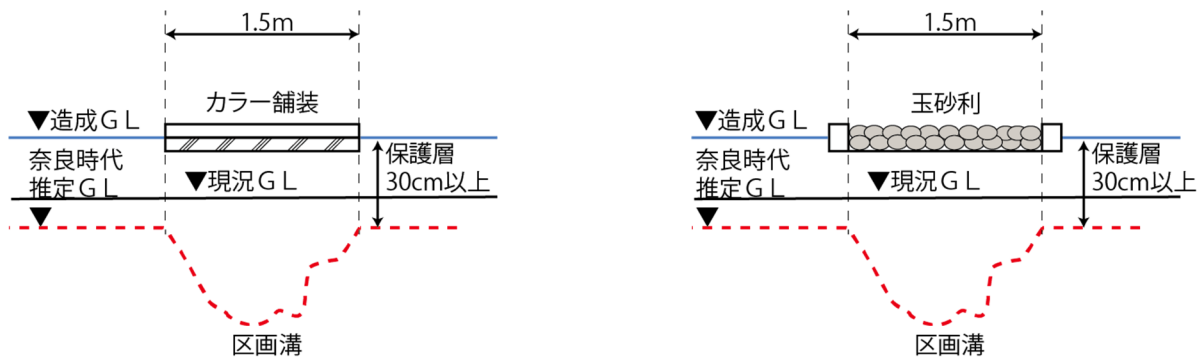 1.5m
カラー舗装
▼造成ＧＬ
奈良時代
推定ＧＬ
▼
▼現況ＧＬ
保護層
30cm以上
区画溝
1.5m
玉砂利
▼造成ＧＬ
奈良時代
推定ＧＬ
▼
▼現況ＧＬ
保護層
30cm以上
区画溝